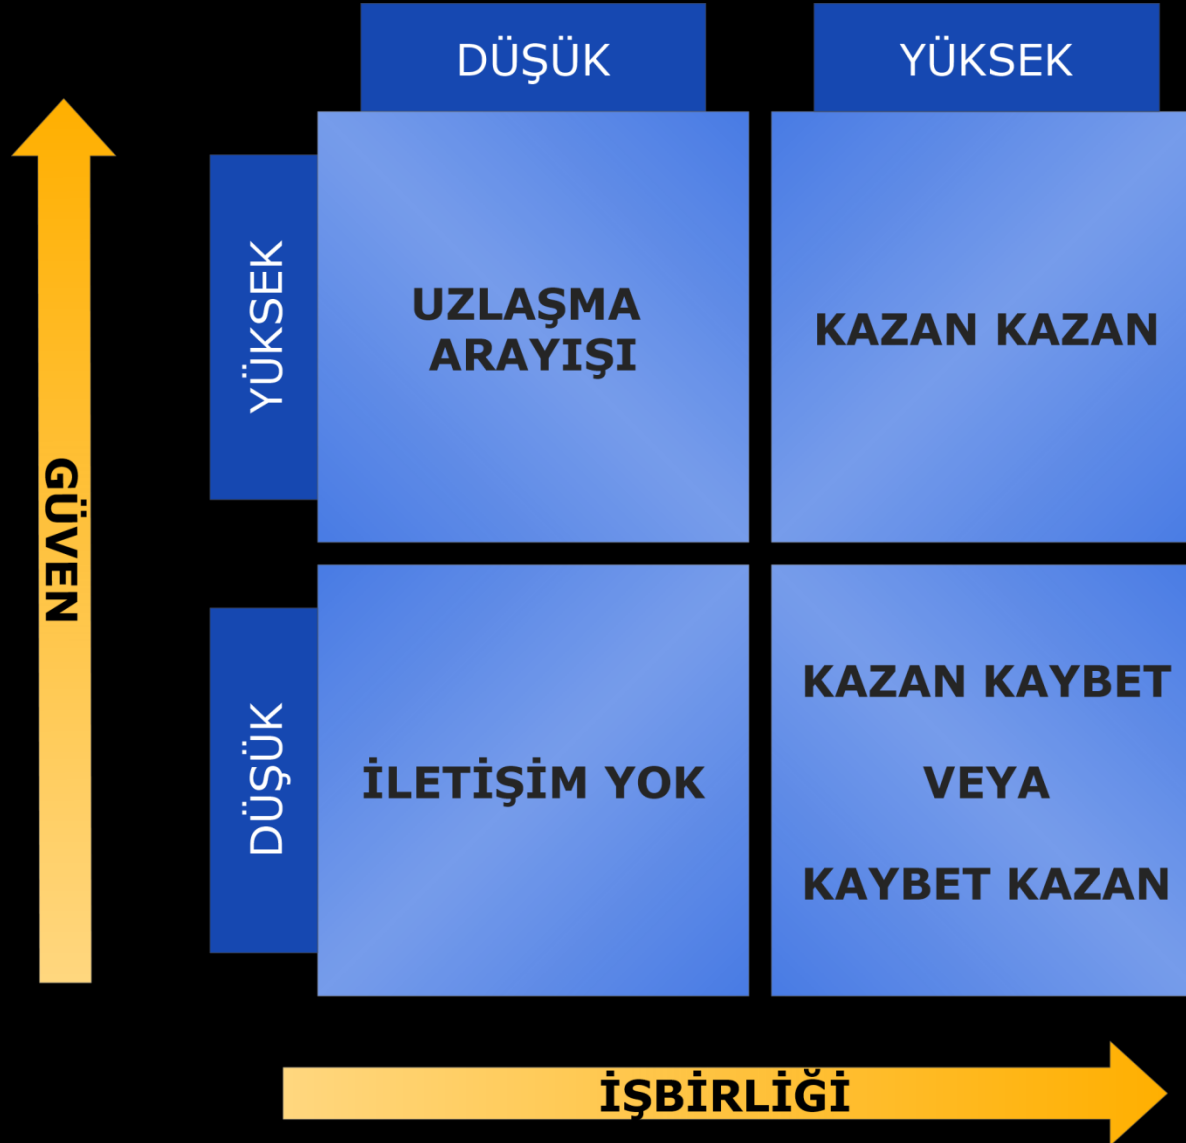 DÜŞÜK
YÜKSEK
YÜKSEK
UZLAŞMA
ARAYIŞI
KAZAN KAZAN
GÜVEN
DÜŞÜK
İLETİŞİM YOK
KAZAN KAYBET
VEYA
KAYBET KAZAN
İŞBİRLİĞİ